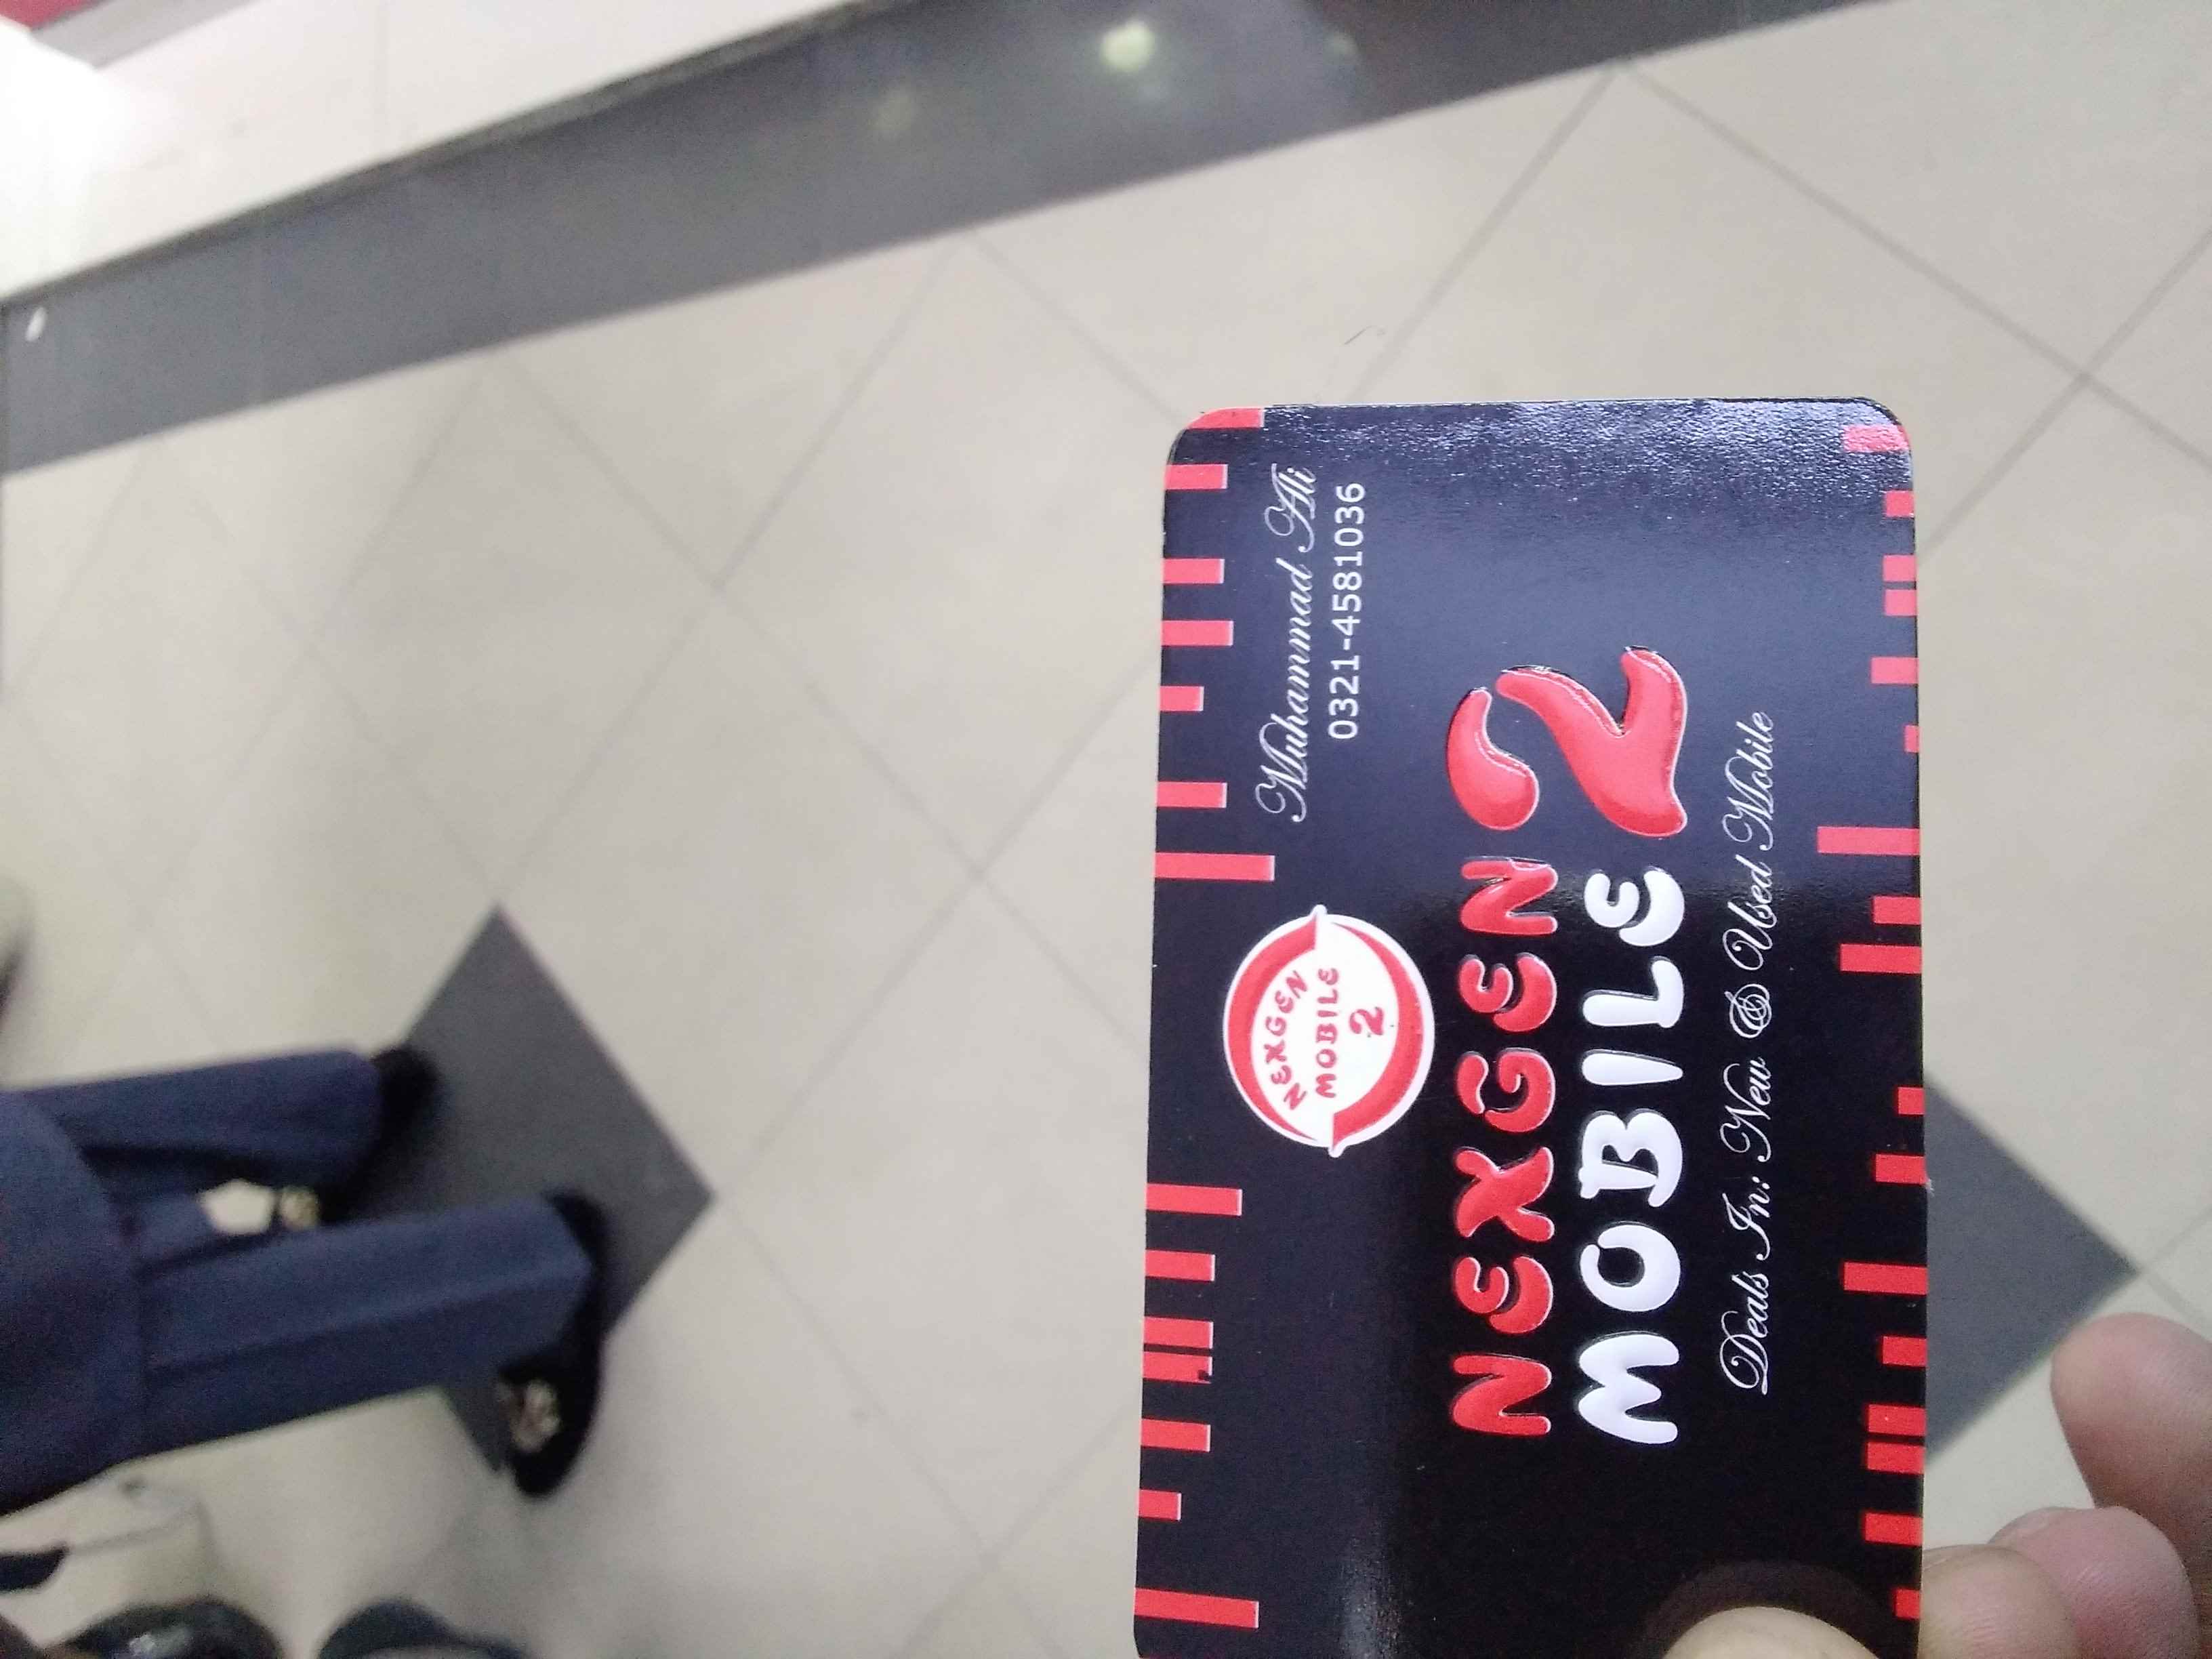 NEXGEN
MOBILE
2
Muhammad Ali
0321-4581036
NEXGEN
MOBILE 2
Deals In: New & Used Mobile